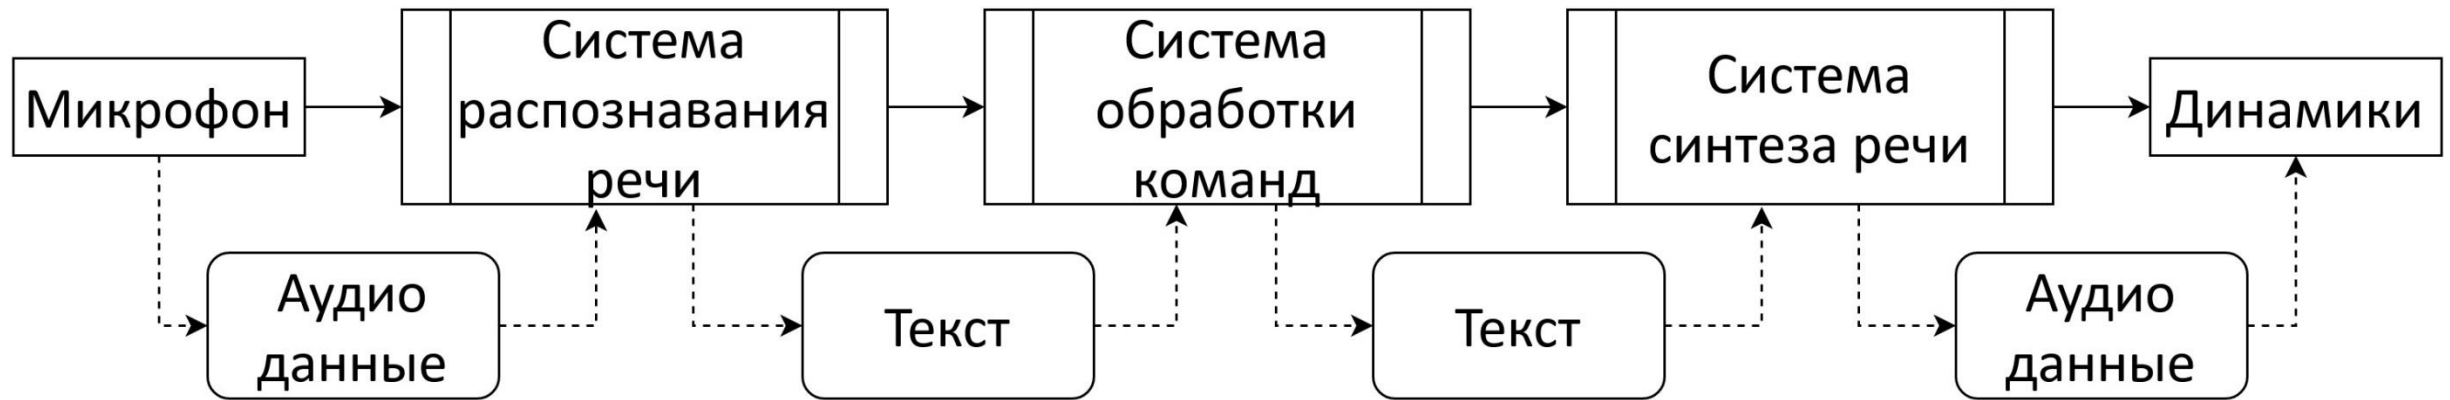 Микрофон
Система
распознавания
речи
Система
обработки
команд
Система
синтеза речи
Динамики
Аудио
данные
Текст
Текст
Аудио
данные